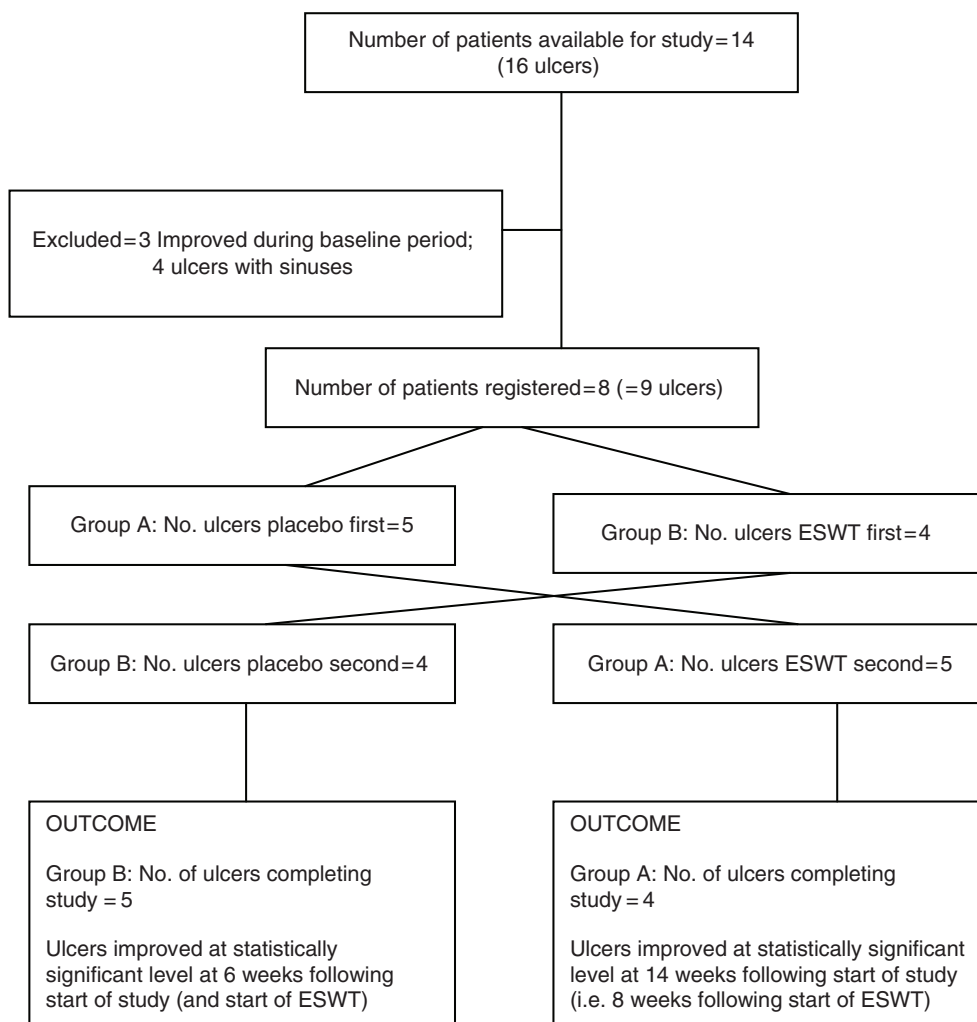 Number of patients available for study=14
(16 ulcers)
Excluded=3 Improved during baseline period;
4 ulcers with sinuses
Number of patients registered=8 (=9 ulcers)
Group A: No. ulcers placebo first=5
Group B: No. ulcers ESWT first=4
Group B: No. ulcers placebo second=4
Group A: No. ulcers ESWT second=5
OUTCOME
Group B: No. of ulcers completing
study=5
Ulcers improved at statistically
significant level at 6 weeks following
start of study (and start of ESWT)
OUTCOME
Group A: No. of ulcers completing
study=4
Ulcers improved at statistically significant
level at 14 weeks following start of study
(i.e. 8 weeks following start of ESWT)